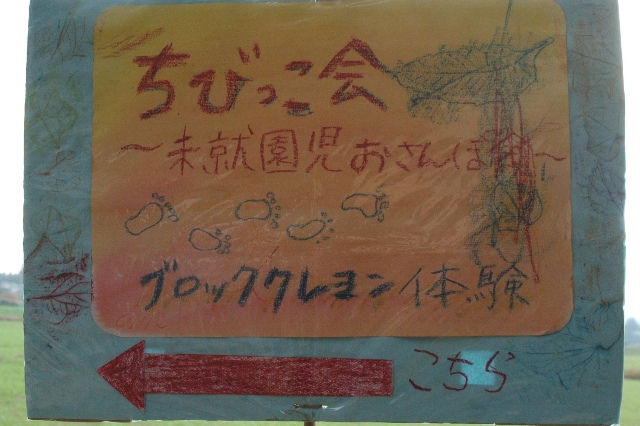 ちびっこ会
～未就園児おさんぽ編～
ブロッククレヨン体験
こちら